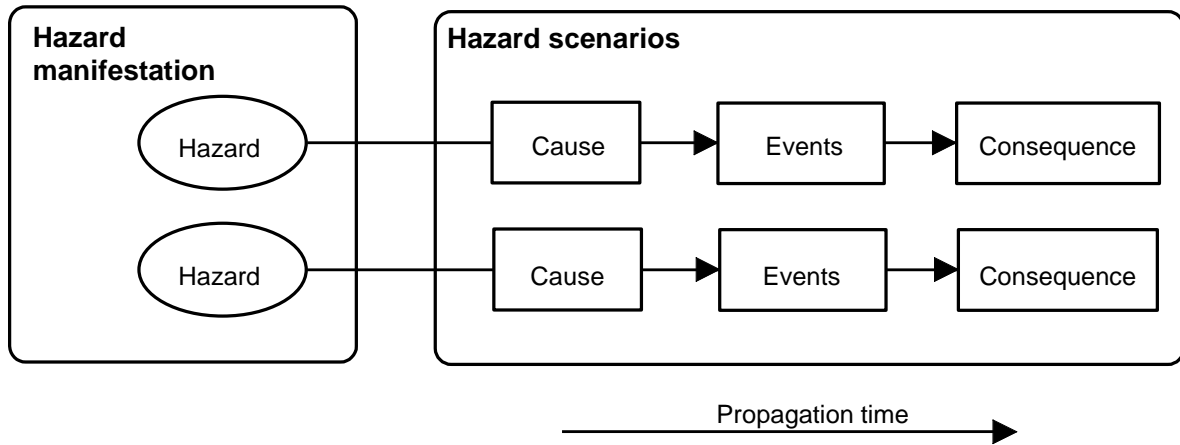 Hazard
manifestation
Hazard scenarios
Hazard
Cause
Events
Consequence
Hazard
Cause
Events
Consequence
Propagation time